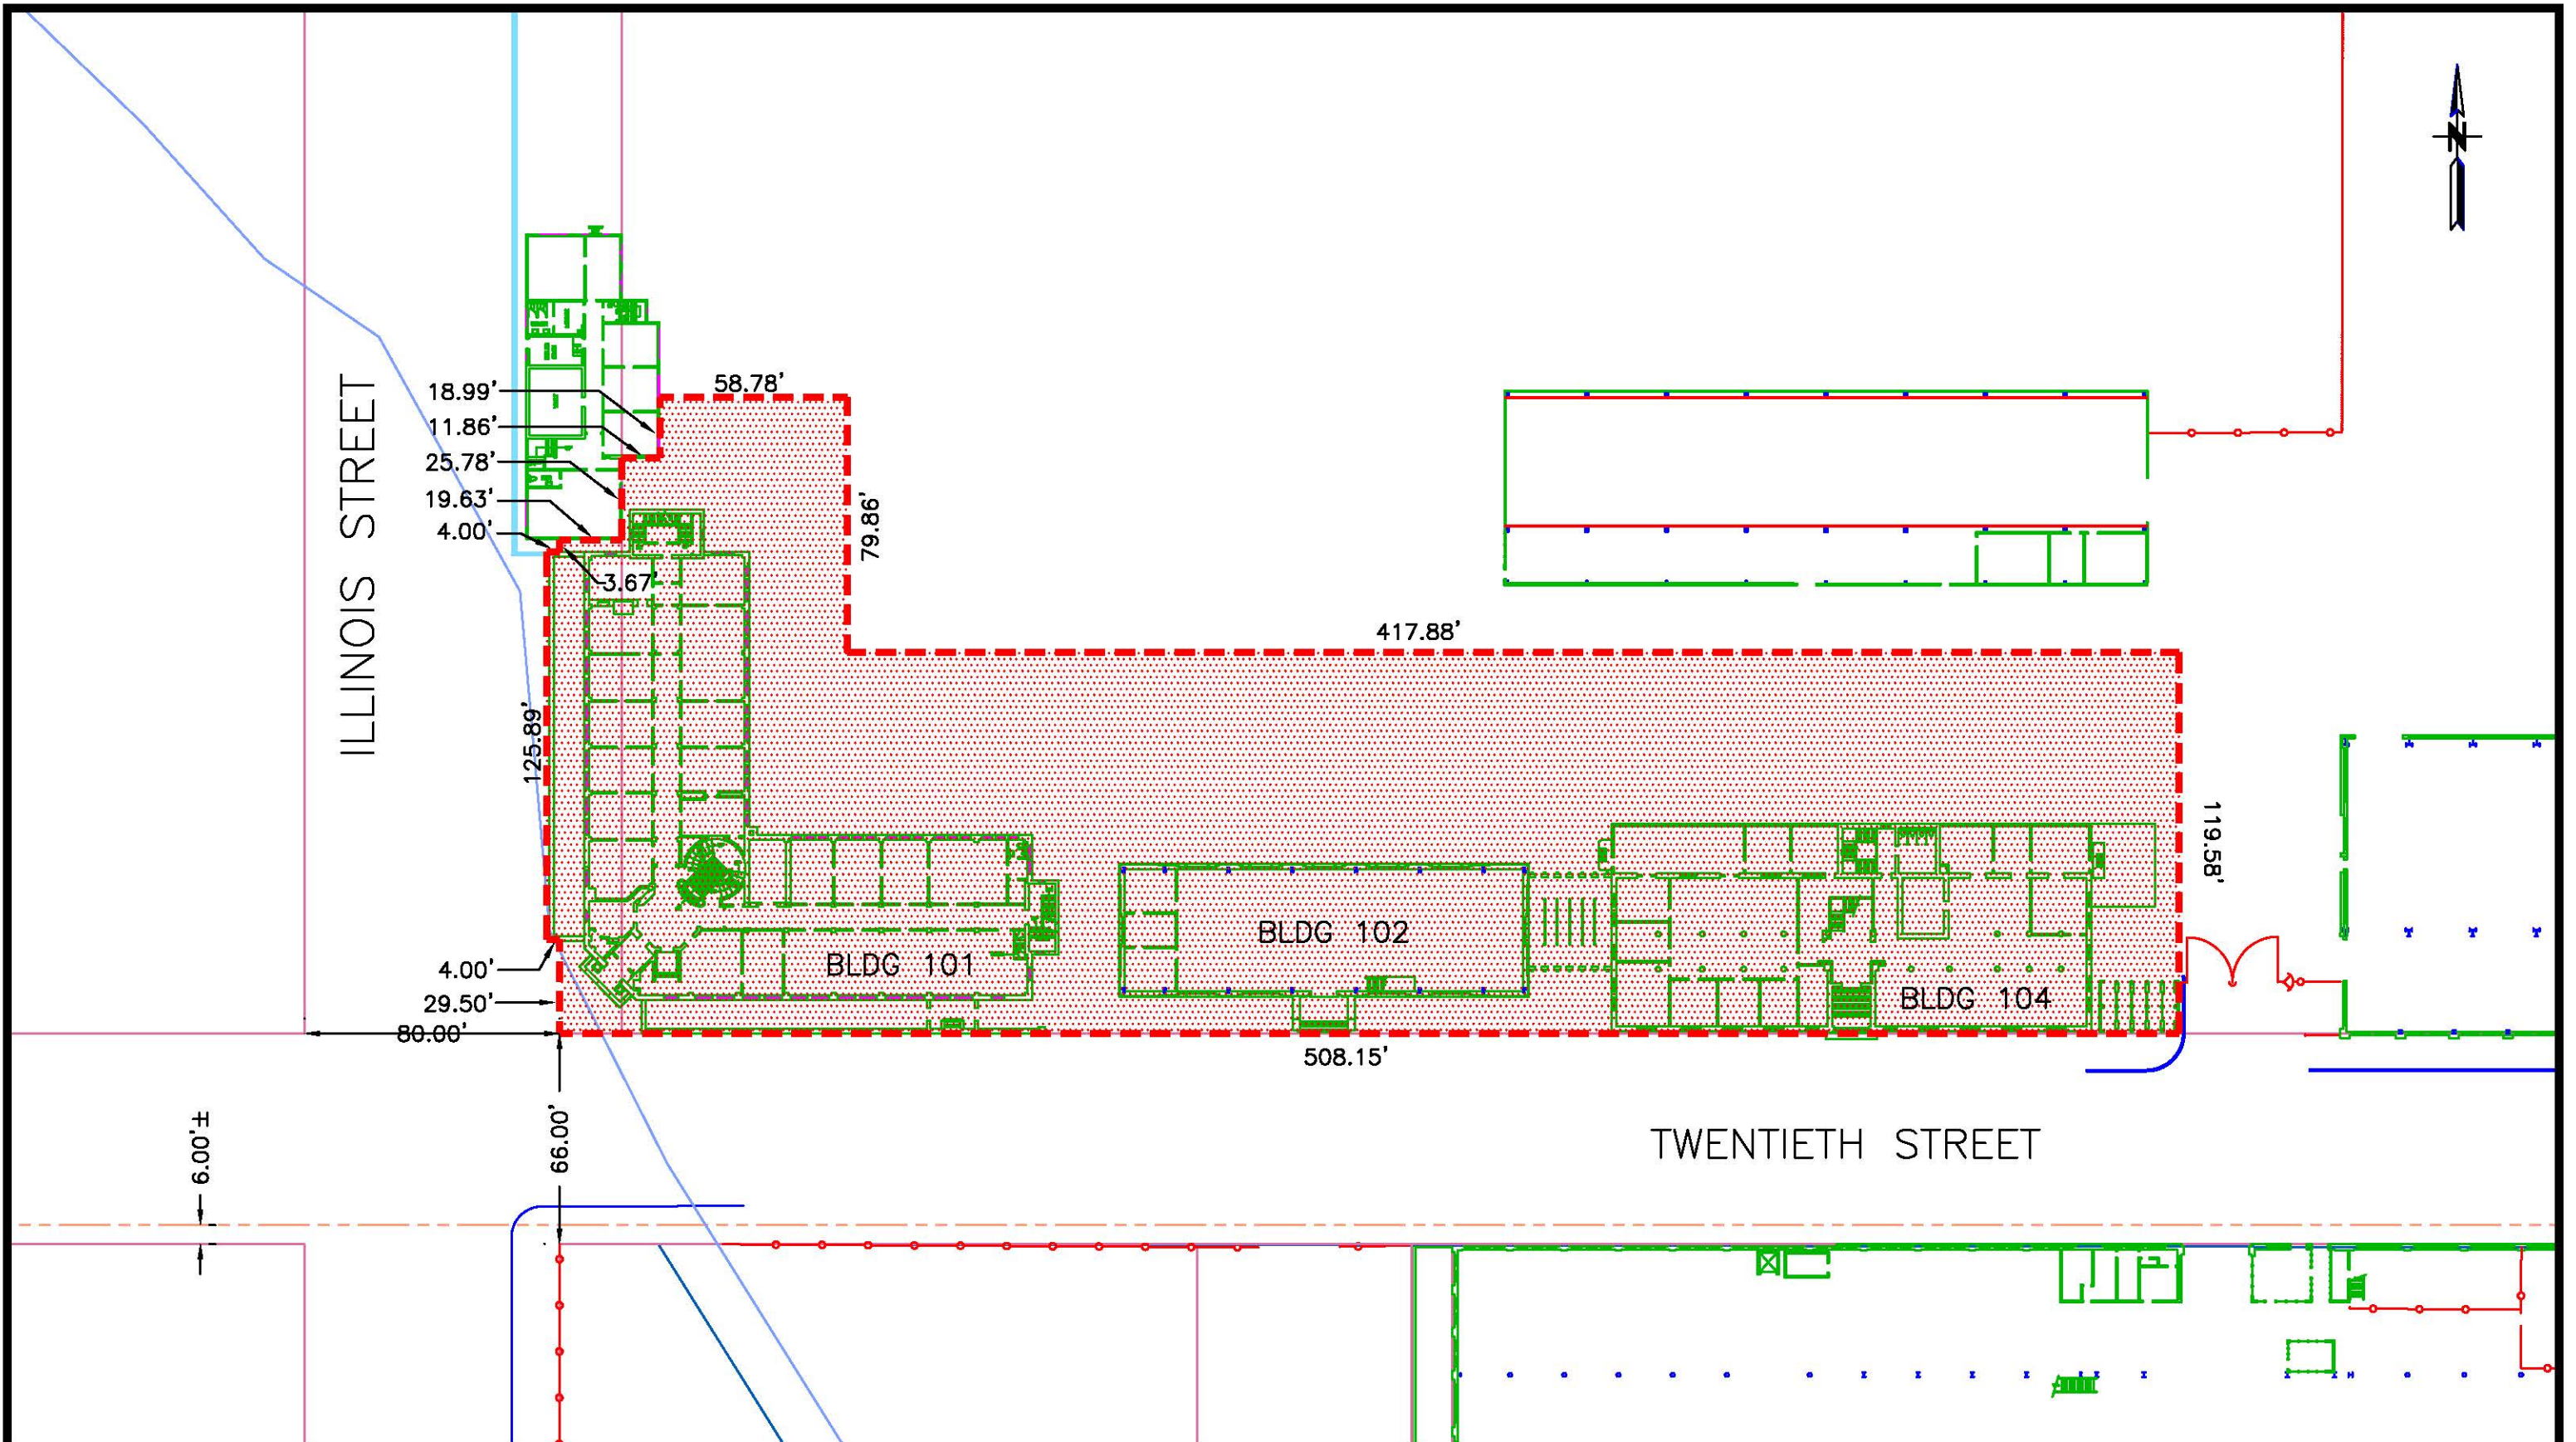 N
58.78'
18.99'
11.86'
25.78'
19.63'
4.00'
3.67'
79.86'
ILLINOIS STREET
417.88'
125.89'
119.58'
BLDG 101
BLDG 102
BLDG 104
4.00'
29.50'
80.00'
508.15'
66.00'
6.00'±
TWENTIETH STREET